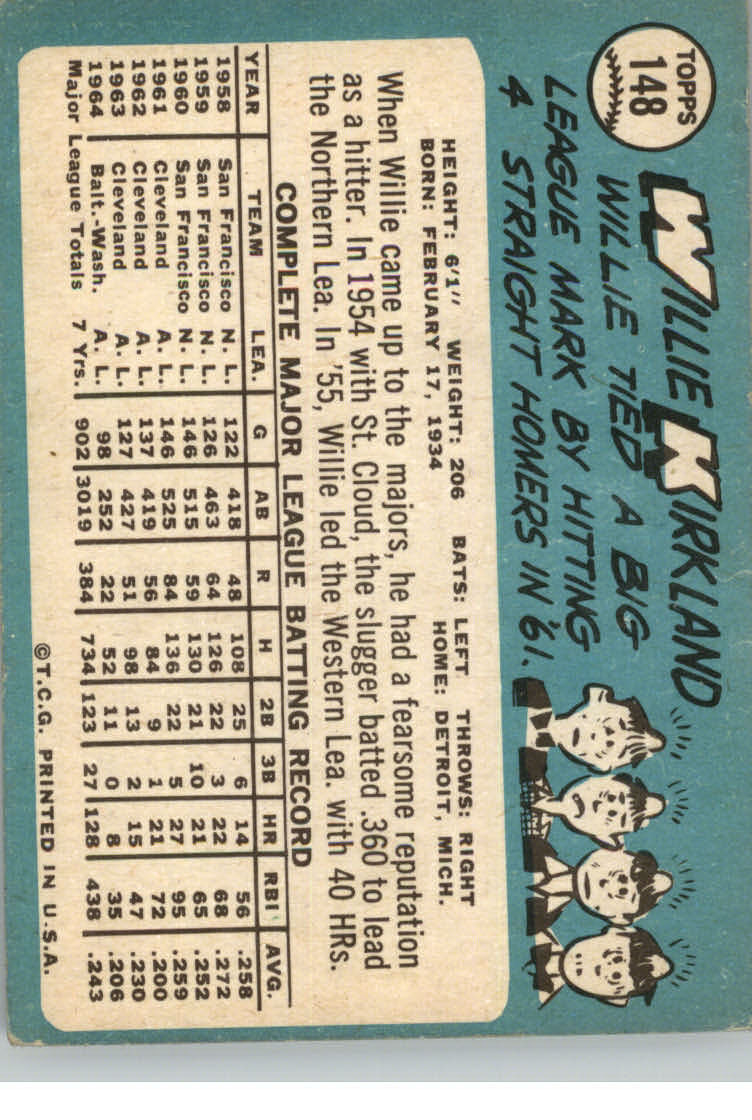 TOPPS
148
WILLIE KIRKLAND
WILLIE TIED A BIG
LEAGUE MARK BY HITTING
4 STRAIGHT HOMERS IN '61.
HEIGHT: 6'1" WEIGHT: 206 BATS: LEFT THROWS: RIGHT
BORN: FEBRUARY 17, 1934 HOME: DETROIT, MICH.
When Willie came up to the majors, he had a fearsome reputation
as a hitter. In 1954 with St. Cloud, the slugger batted .360 to lead
the Northern Lea. In '55, Willie led the Western Lea. with 40 HRs.
COMPLETE MAJOR LEAGUE BATTING RECORD
YEAR TEAM LEA. G AB R H 2B 3B HR RBI AVG.
1958 San Francisco N. L. 122 418 48 108 25 6 14 56 .258
1959 San Francisco N. L. 126 463 64 126 22 3 22 68 .272
1960 San Francisco N. L. 146 515 59 130 21 10 21 65 .252
1961 Cleveland A. L. 146 525 84 136 22 5 27 95 .259
1962 Cleveland A. L. 137 419 56 84 9 1 21 72 .200
1963 Cleveland A. L. 127 427 51 98 13 2 15 47 .230
1964 Balt.-Wash. A. L. 98 252 22 52 11 0 8 35 .206
Major League Totals 7 Yrs. 902 3019 384 734 123 27 128 438 .243
©T.C.G. PRINTED IN U.S.A.